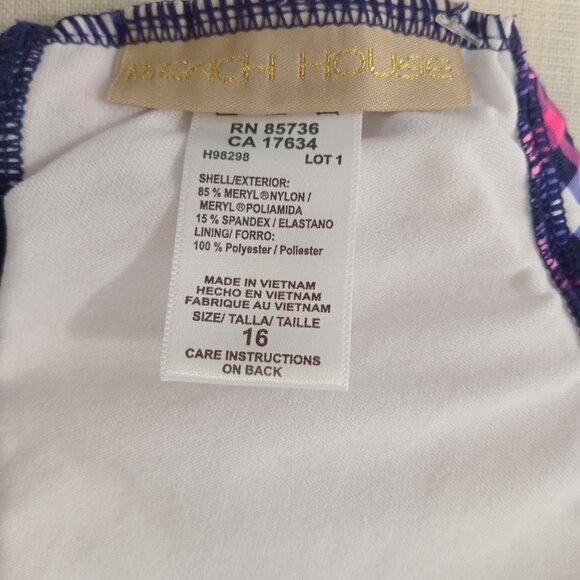 BEACH HOUSE
RN 85736
CA 17634
H98298 LOT 1
SHELL/EXTERIOR:
85 % MERYL®NYLON /
MERYL®POLIAMIDA
15 % SPANDEX / ELASTANO
LINING/ FORRO:
100 % Polyester / Poliester
MADE IN VIETNAM
HECHO EN VIETNAM
FABRIQUE AU VIETNAM
SIZE/ TALLA/ TAILLE
16
CARE INSTRUCTIONS
ON BACK